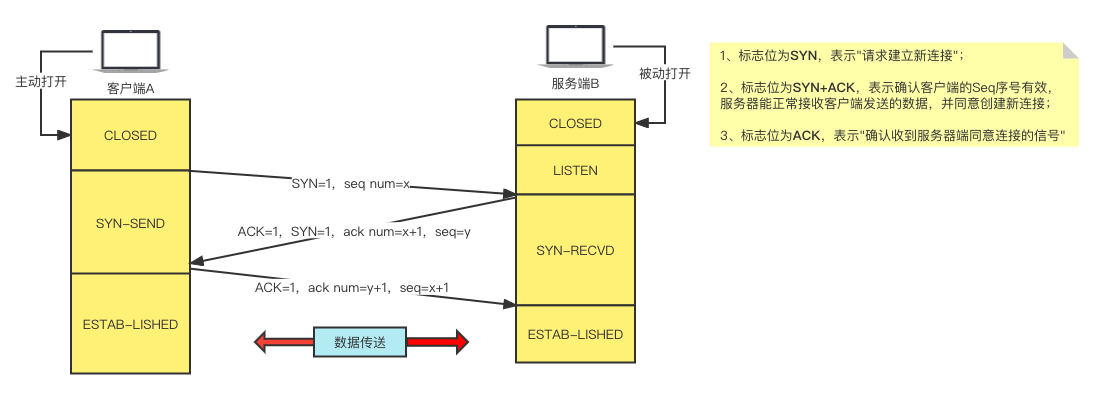 主动打开
客户端A
CLOSED
SYN-SEND
ESTAB-LISHED
SYN=1, seq num=x
ACK=1, SYN=1, ack num=x+1, seq=y
ACK=1, ack num=y+1, seq=x+1
数据传送
服务端B
被动打开
CLOSED
LISTEN
SYN-RECVD
ESTAB-LISHED
1、标志位为SYN，表示"请求建立新连接"；
2、标志位为SYN+ACK，表示确认客户端的Seq序号有效，
服务器能正常接收客户端发送的数据，并同意创建新连接；
3、标志位为ACK，表示"确认收到服务器端同意连接的信号"